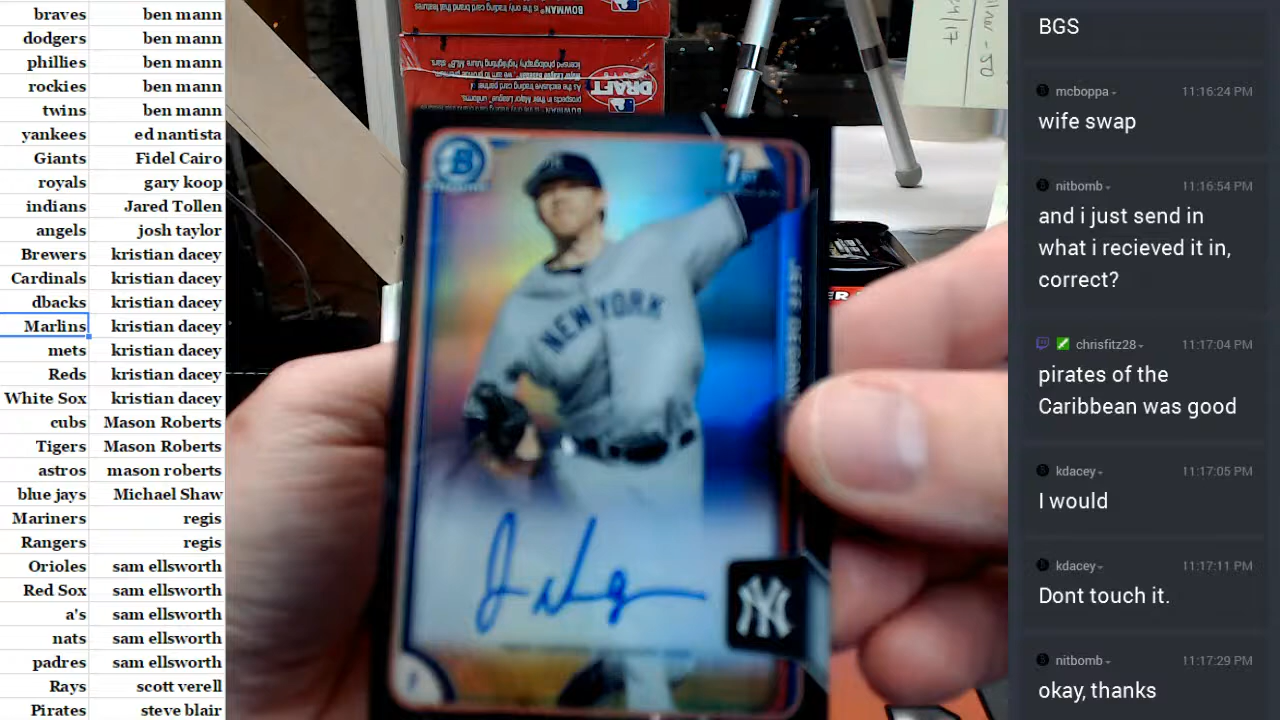 braves ben mann
dodgers ben mann
phillies ben mann
rockies ben mann
twins ben mann
yankees ed nantista
Giants Fidel Cairo
royals gary koop
indians Jared Tollen
angels josh taylor
Brewers kristian dacey
Cardinals kristian dacey
dbacks kristian dacey
Marlins kristian dacey
mets kristian dacey
Reds kristian dacey
White Sox kristian dacey
cubs Mason Roberts
Tigers Mason Roberts
astros mason roberts
blue jays Michael Shaw
Mariners regis
Rangers regis
Orioles sam ellsworth
Red Sox sam ellsworth
a's sam ellsworth
nats sam ellsworth
padres sam ellsworth
Rays scott verell
Pirates steve blair
DRAFT
B
1ST
NEW YORK
NY
BGS
mcboppa 11:16:24 PM
wife swap
nitbomb 11:16:54 PM
and i just send in
what i recieved it in,
correct?
chrisfitz28 11:17:04 PM
pirates of the
Caribbean was good
kdacey 11:17:05 PM
I would
kdacey 11:17:11 PM
Dont touch it.
nitbomb 11:17:29 PM
okay, thanks